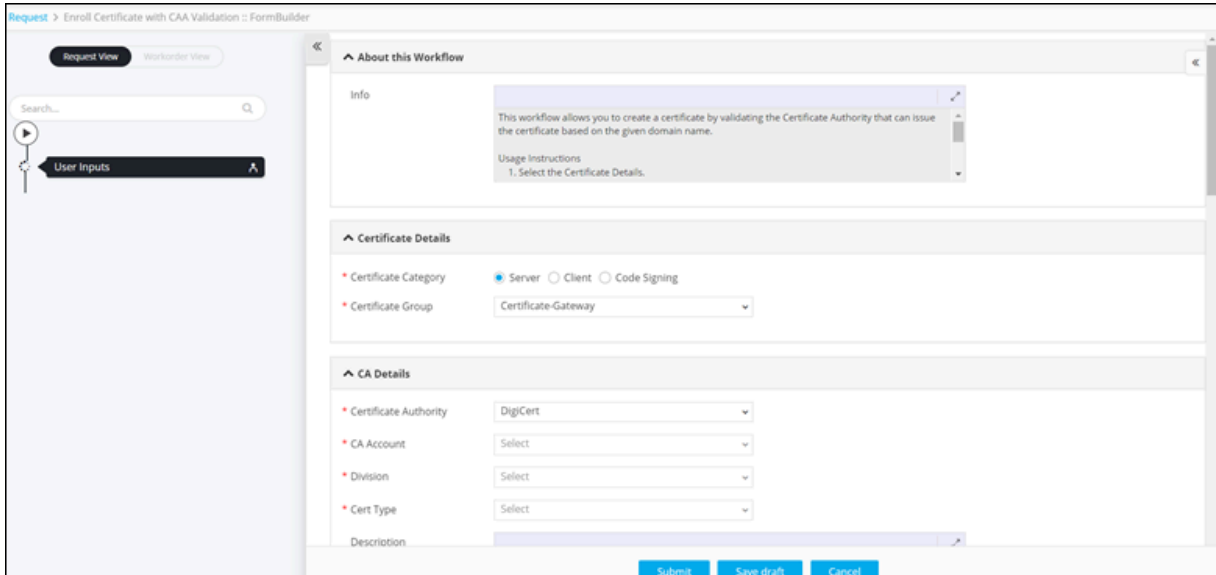 Request > Enroll Certificate with CAA Validation :: FormBuilder
Request View
Workorder View
Search...
User Inputs
About this Workflow
Info
This workflow allows you to create a certificate by validating the Certificate Authority that can issue
the certificate based on the given domain name.
Usage Instructions
1. Select the Certificate Details.
Certificate Details
* Certificate Category
Server Client Code Signing
* Certificate Group
Certificate-Gateway
CA Details
* Certificate Authority
DigiCert
* CA Account
Select
* Division
Select
* Cert Type
Select
Description
Submit
Save draft
Cancel